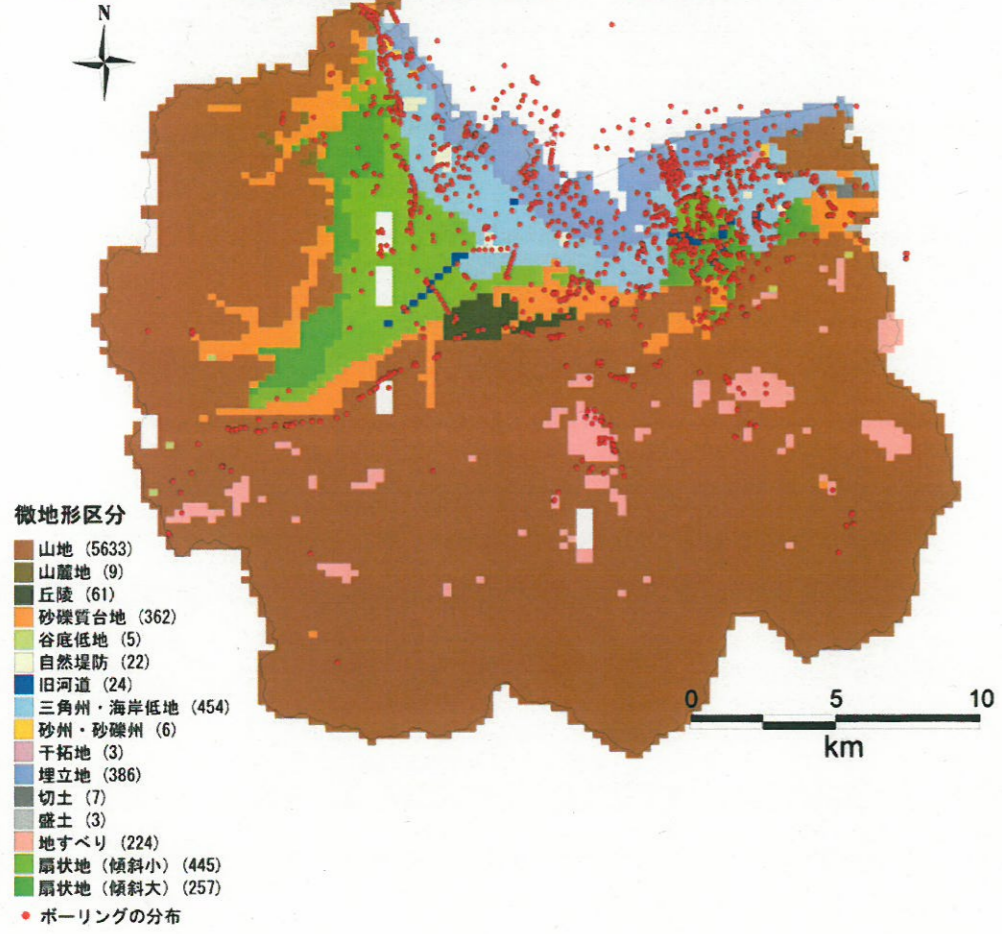 N
微地形区分
山地 (5633)
山麓地 (9)
丘陵 (61)
砂礫質台地 (362)
谷底低地 (5)
自然堤防 (22)
旧河道 (24)
三角州・海岸低地 (454)
砂州・砂礫州 (6)
干拓地 (3)
埋立地 (386)
切土 (7)
盛土 (3)
地すべり (224)
扇状地 (傾斜小) (445)
扇状地 (傾斜大) (257)
ボーリングの分布
0 5 10
km